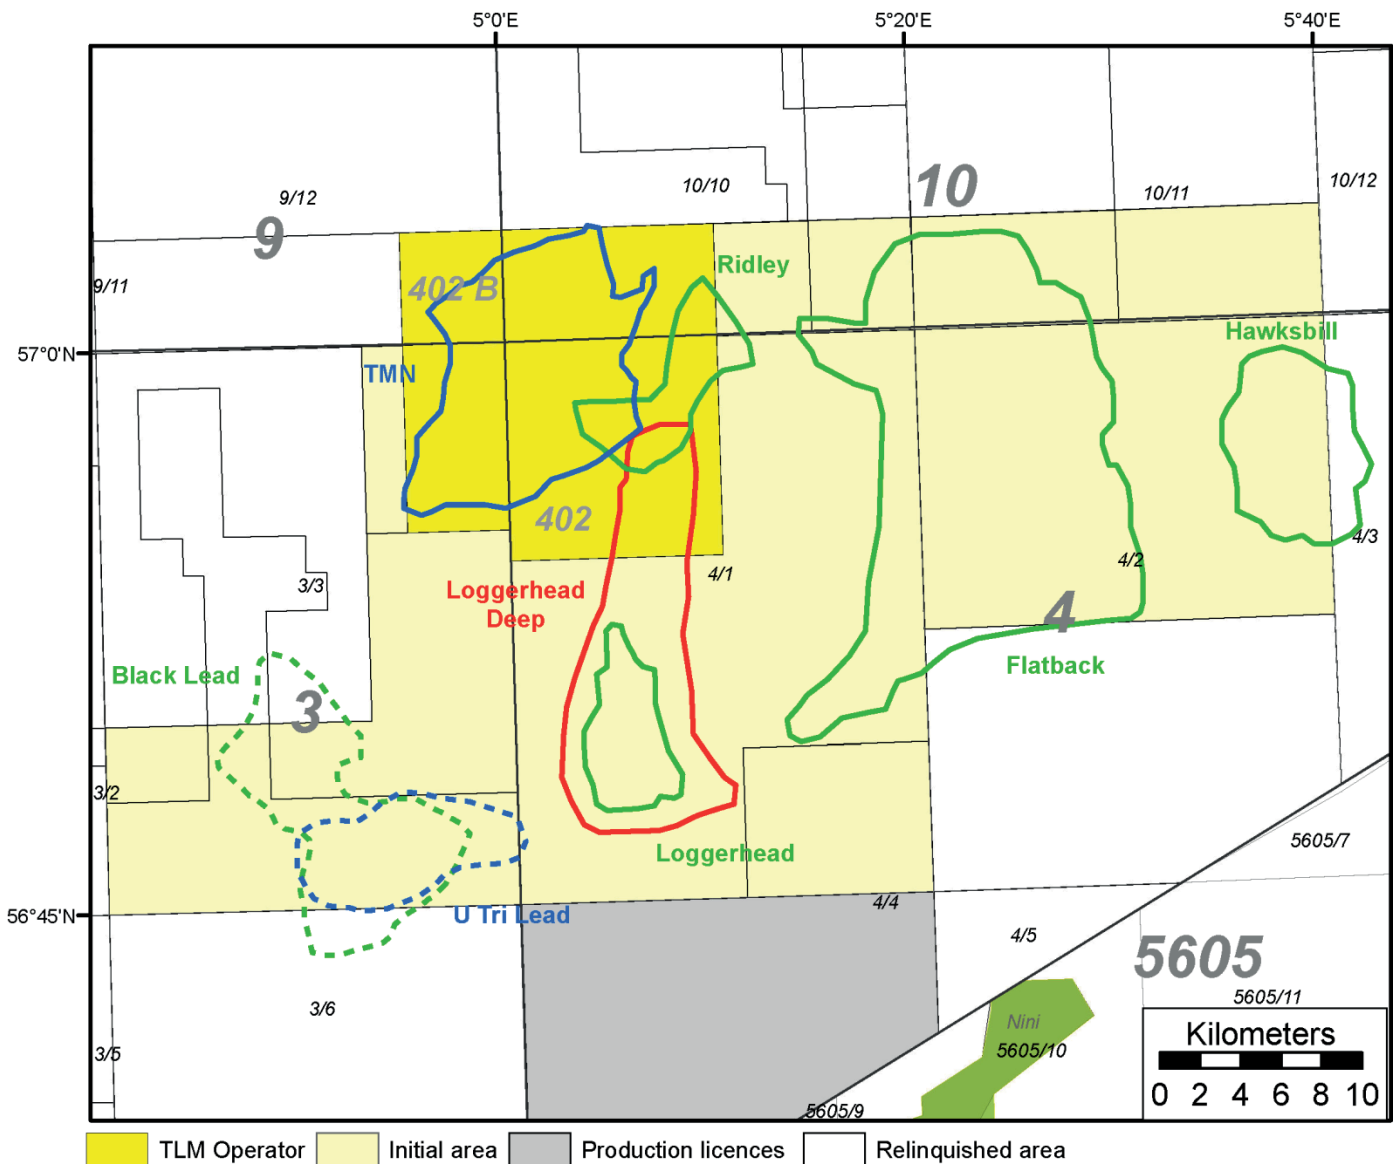 5°0'E 5°20'E 5°40'E
9/12 10/10 10 10/11 10/12
9
Ridley
9/11 402 B
Hawksbill
57°0'N
TMN
402
4/3
4/2
4/1
3/3
Loggerhead
Deep
4
Flatback
Black Lead
3
3/2
5605/7
Loggerhead
4/4
56°45'N
U Tri Lead
4/5
5605
5605/11
3/6
Nini
5605/10
3/5
5605/9
Kilometers
0 2 4 6 8 10
TLM Operator Initial area Production licences Relinquished area